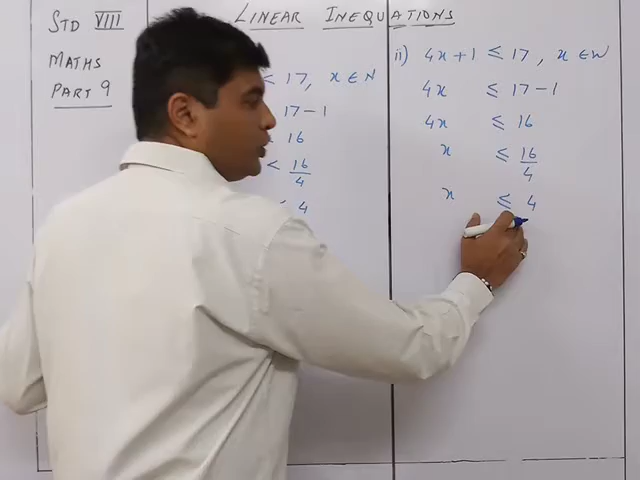 STD VIII
MATHS
PART 9
LINEAR INEQUATIONS
≤ 17, x ∈ N
17 - 1
16
< 16/4
≤ 4
ii) 4x + 1 ≤ 17, x ∈ W
4x ≤ 17 - 1
4x ≤ 16
x ≤ 16/4
x ≤ 4